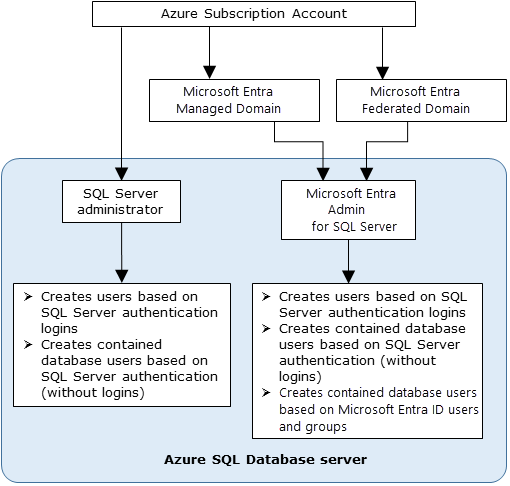 Azure Subscription Account
Microsoft Entra
Managed Domain
Microsoft Entra
Federated Domain
SQL Server
administrator
Microsoft Entra
Admin
for SQL Server
➢ Creates users based on
SQL Server authentication
logins
➢ Creates contained
database users based on
SQL Server authentication
(without logins)
➢ Creates users based on SQL
Server authentication logins
➢ Creates contained database
users based on SQL Server
authentication (without
logins)
➢ Creates contained database users
based on Microsoft Entra ID users
and groups
Azure SQL Database server